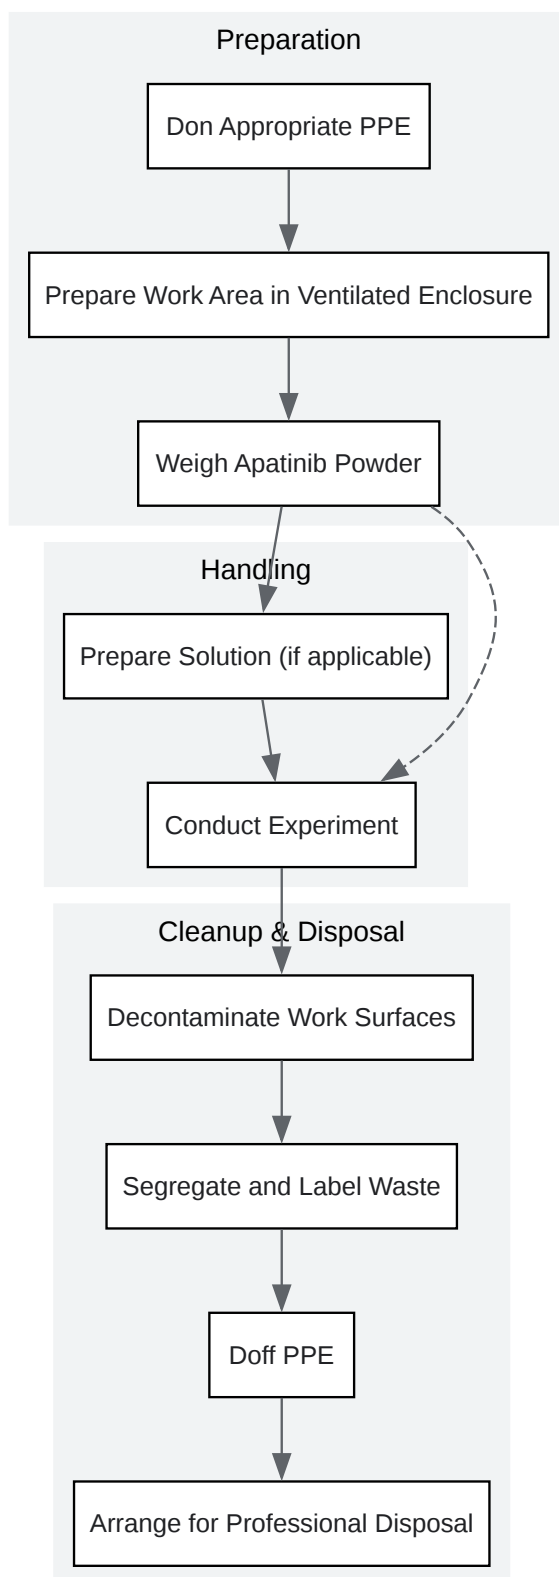 Preparation
Don Appropriate PPE
Prepare Work Area in Ventilated Enclosure
Weigh Apatinib Powder
Handling
Prepare Solution (if applicable)
Conduct Experiment
Cleanup & Disposal
Decontaminate Work Surfaces
Segregate and Label Waste
Doff PPE
Arrange for Professional Disposal